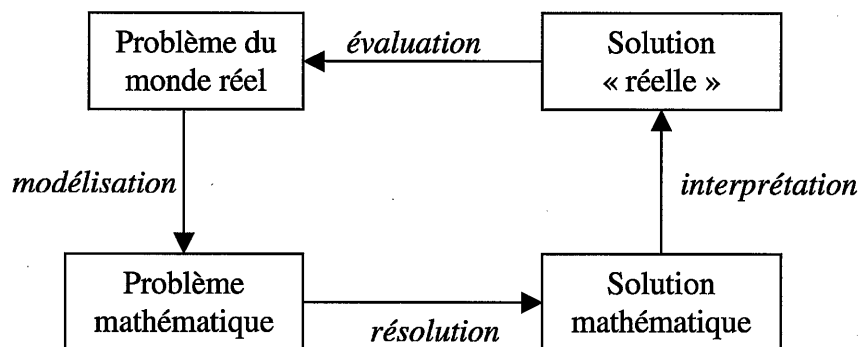 Problème du
monde réel
évaluation
Solution
« réelle »
modélisation
interprétation
Problème
mathématique
résolution
Solution
mathématique